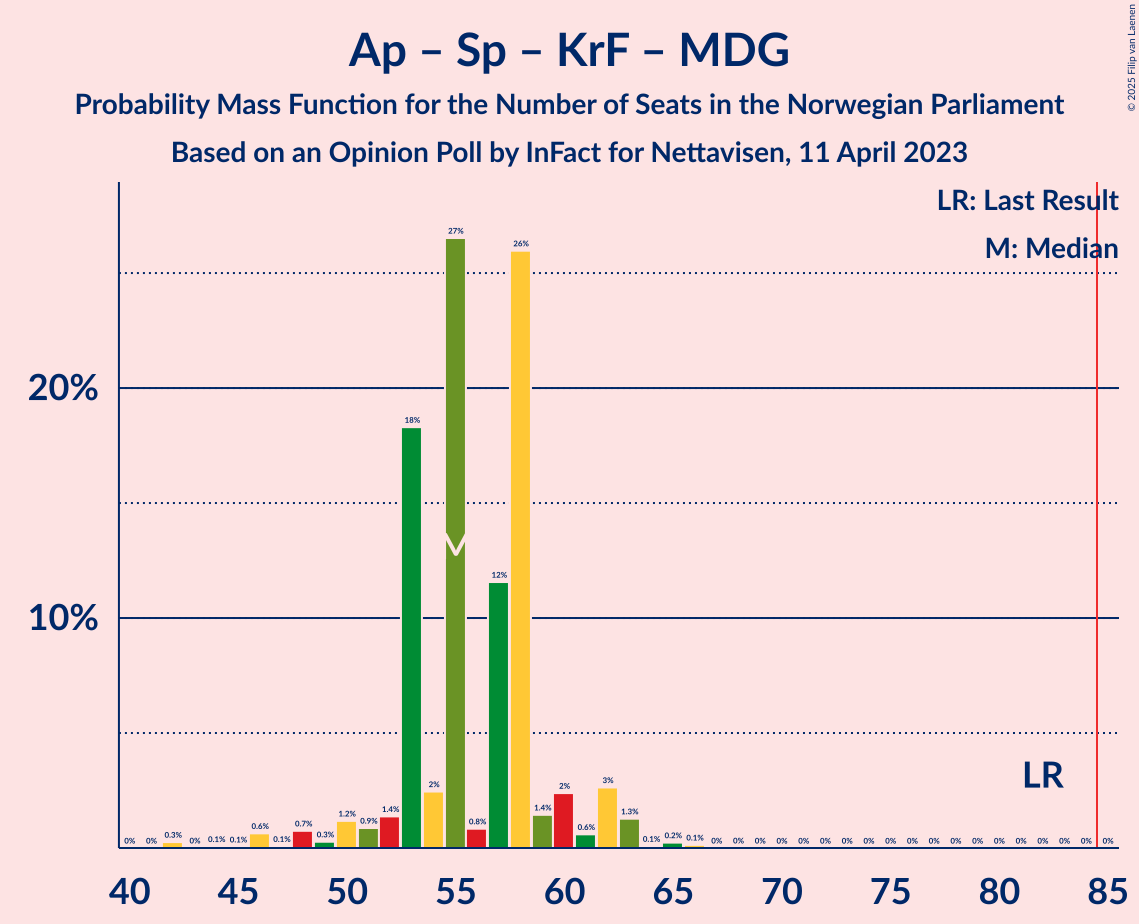 Ap – Sp – KrF – MDG
Probability Mass Function for the Number of Seats in the Norwegian Parliament
Based on an Opinion Poll by InFact for Nettavisen, 11 April 2023
© 2025 Filip van Laenen
LR: Last Result
M: Median
20%
10%
0% 0% 0.3% 0% 0.1% 0.1% 0.6% 0.1% 0.7% 0.3% 1.2% 0.9% 1.4% 18% 2% 27% 0.8% 12% 26% 1.4% 2% 0.6% 3% 1.3% 0.1% 0.2% 0.1% 0% 0% 0% 0% 0% 0% 0% 0% 0% 0% 0% 0% 0% 0% 0% 0% 0% 0% 0%
M
LR
40 45 50 55 60 65 70 75 80 85